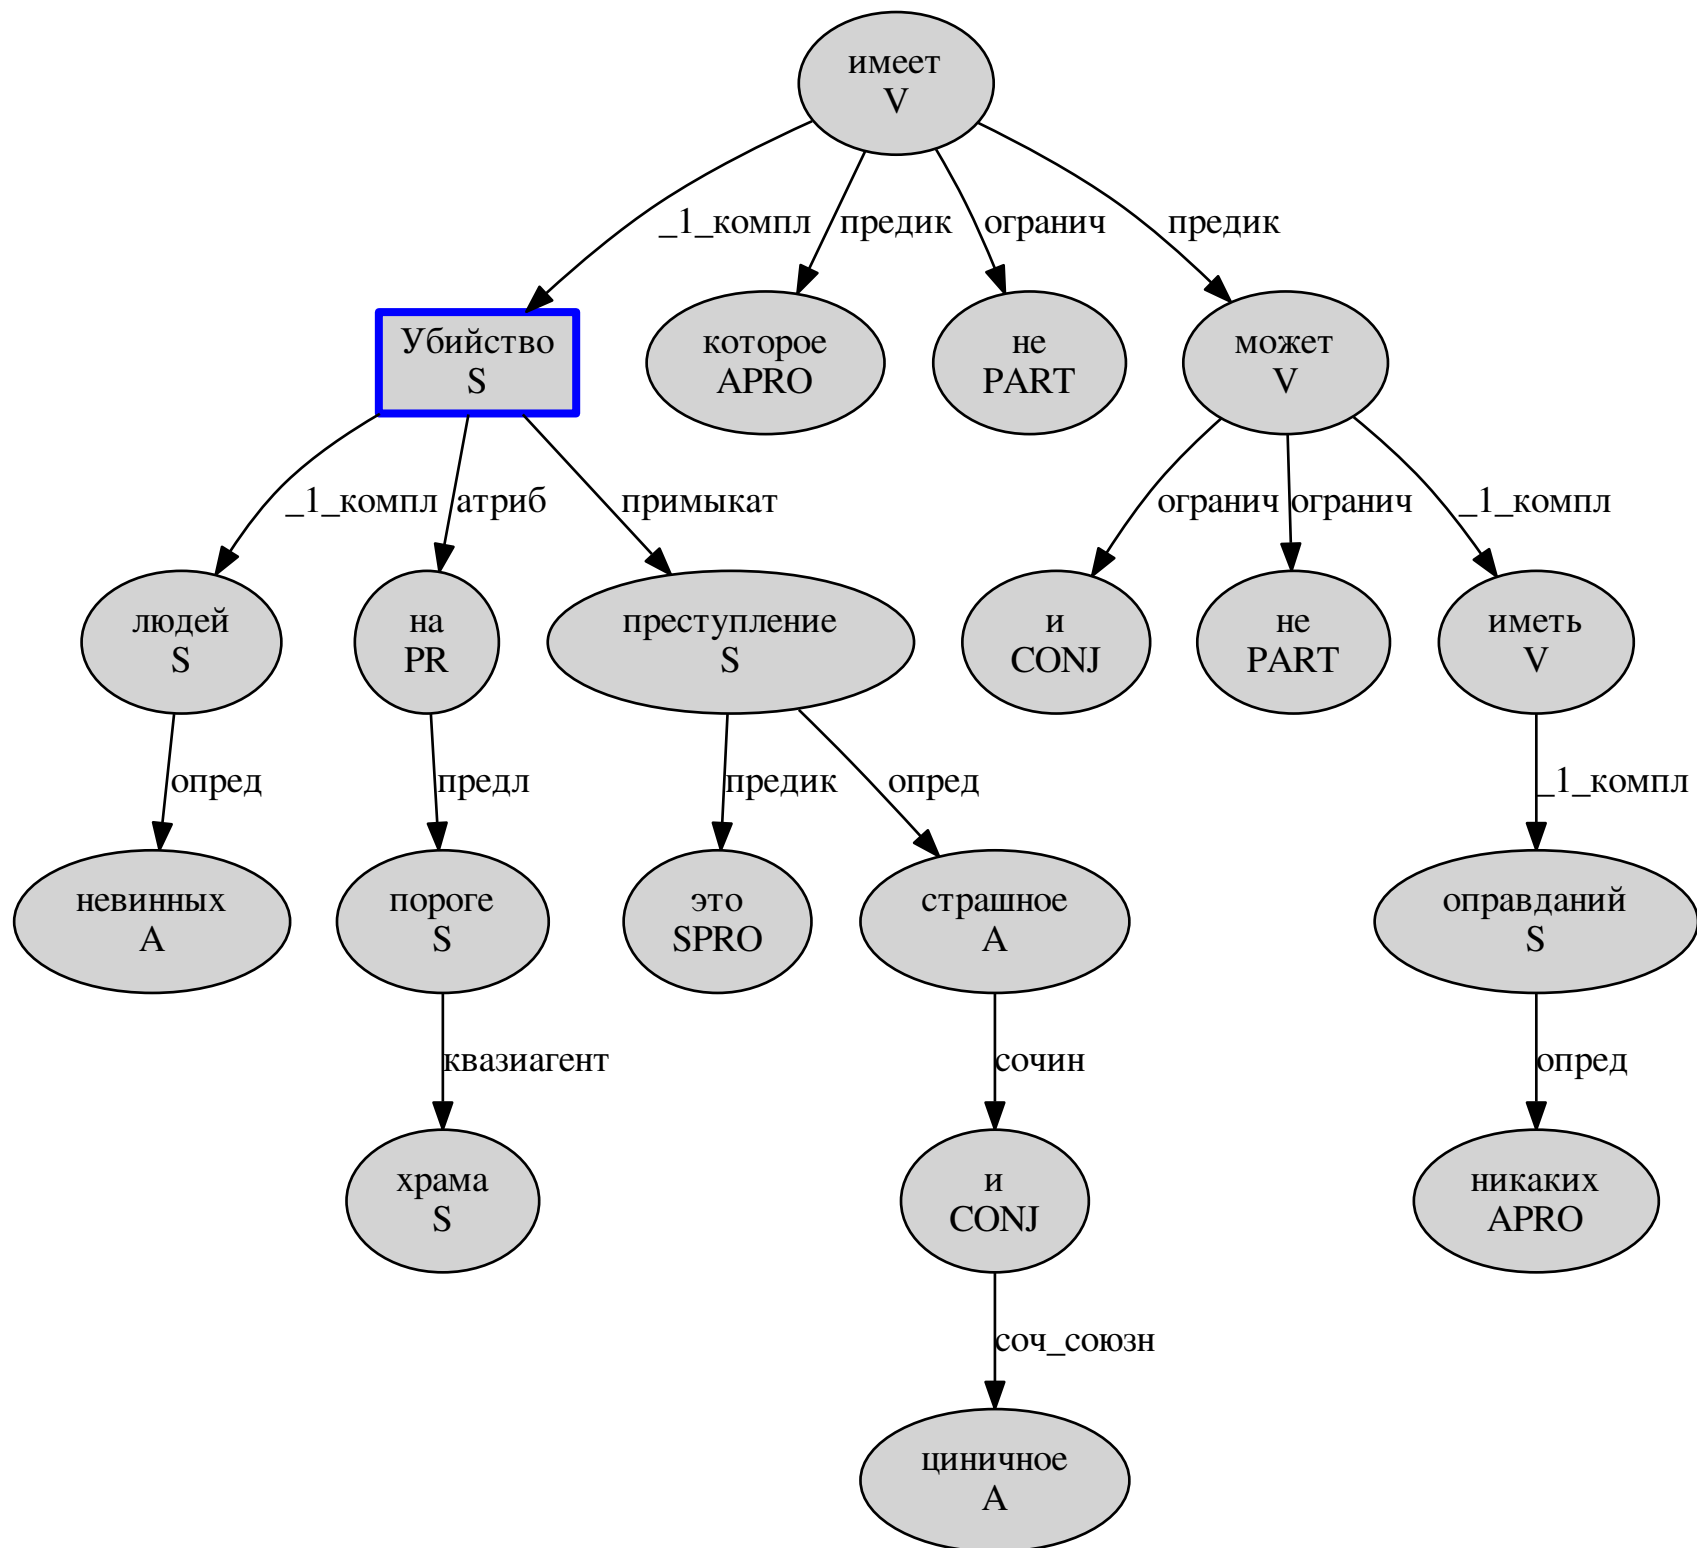 имеет
V
_1_компл
предик
огранич
предик
Убийство
S
которое
APRO
не
PART
может
V
_1_компл
атриб
примыкат
огранич
огранич
_1_компл
людей
S
на
PR
преступление
S
и
CONJ
не
PART
иметь
V
опред
предл
предик
опред
_1_компл
невинных
A
пороге
S
это
SPRO
страшное
A
оправданий
S
квазиагент
сочин
опред
храма
S
и
CONJ
никаких
APRO
соч_союзн
циничное
A